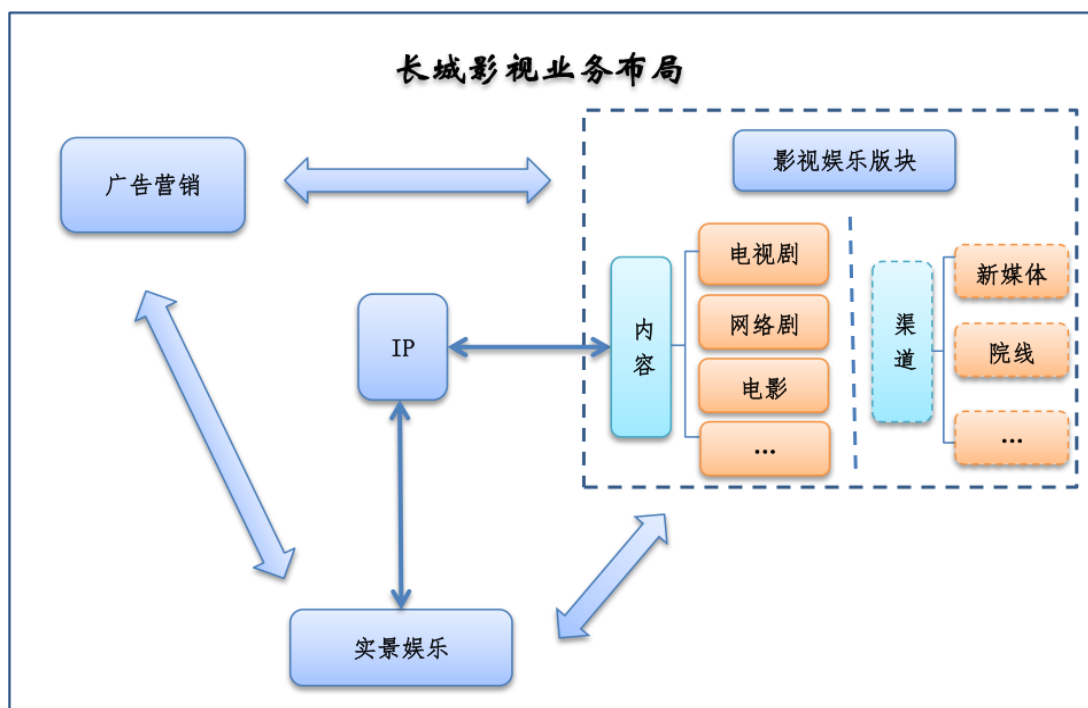 长城影视业务布局
广告营销
影视娱乐版块
IP
内容
电视剧
网络剧
电影
...
渠道
新媒体
院线
...
实景娱乐